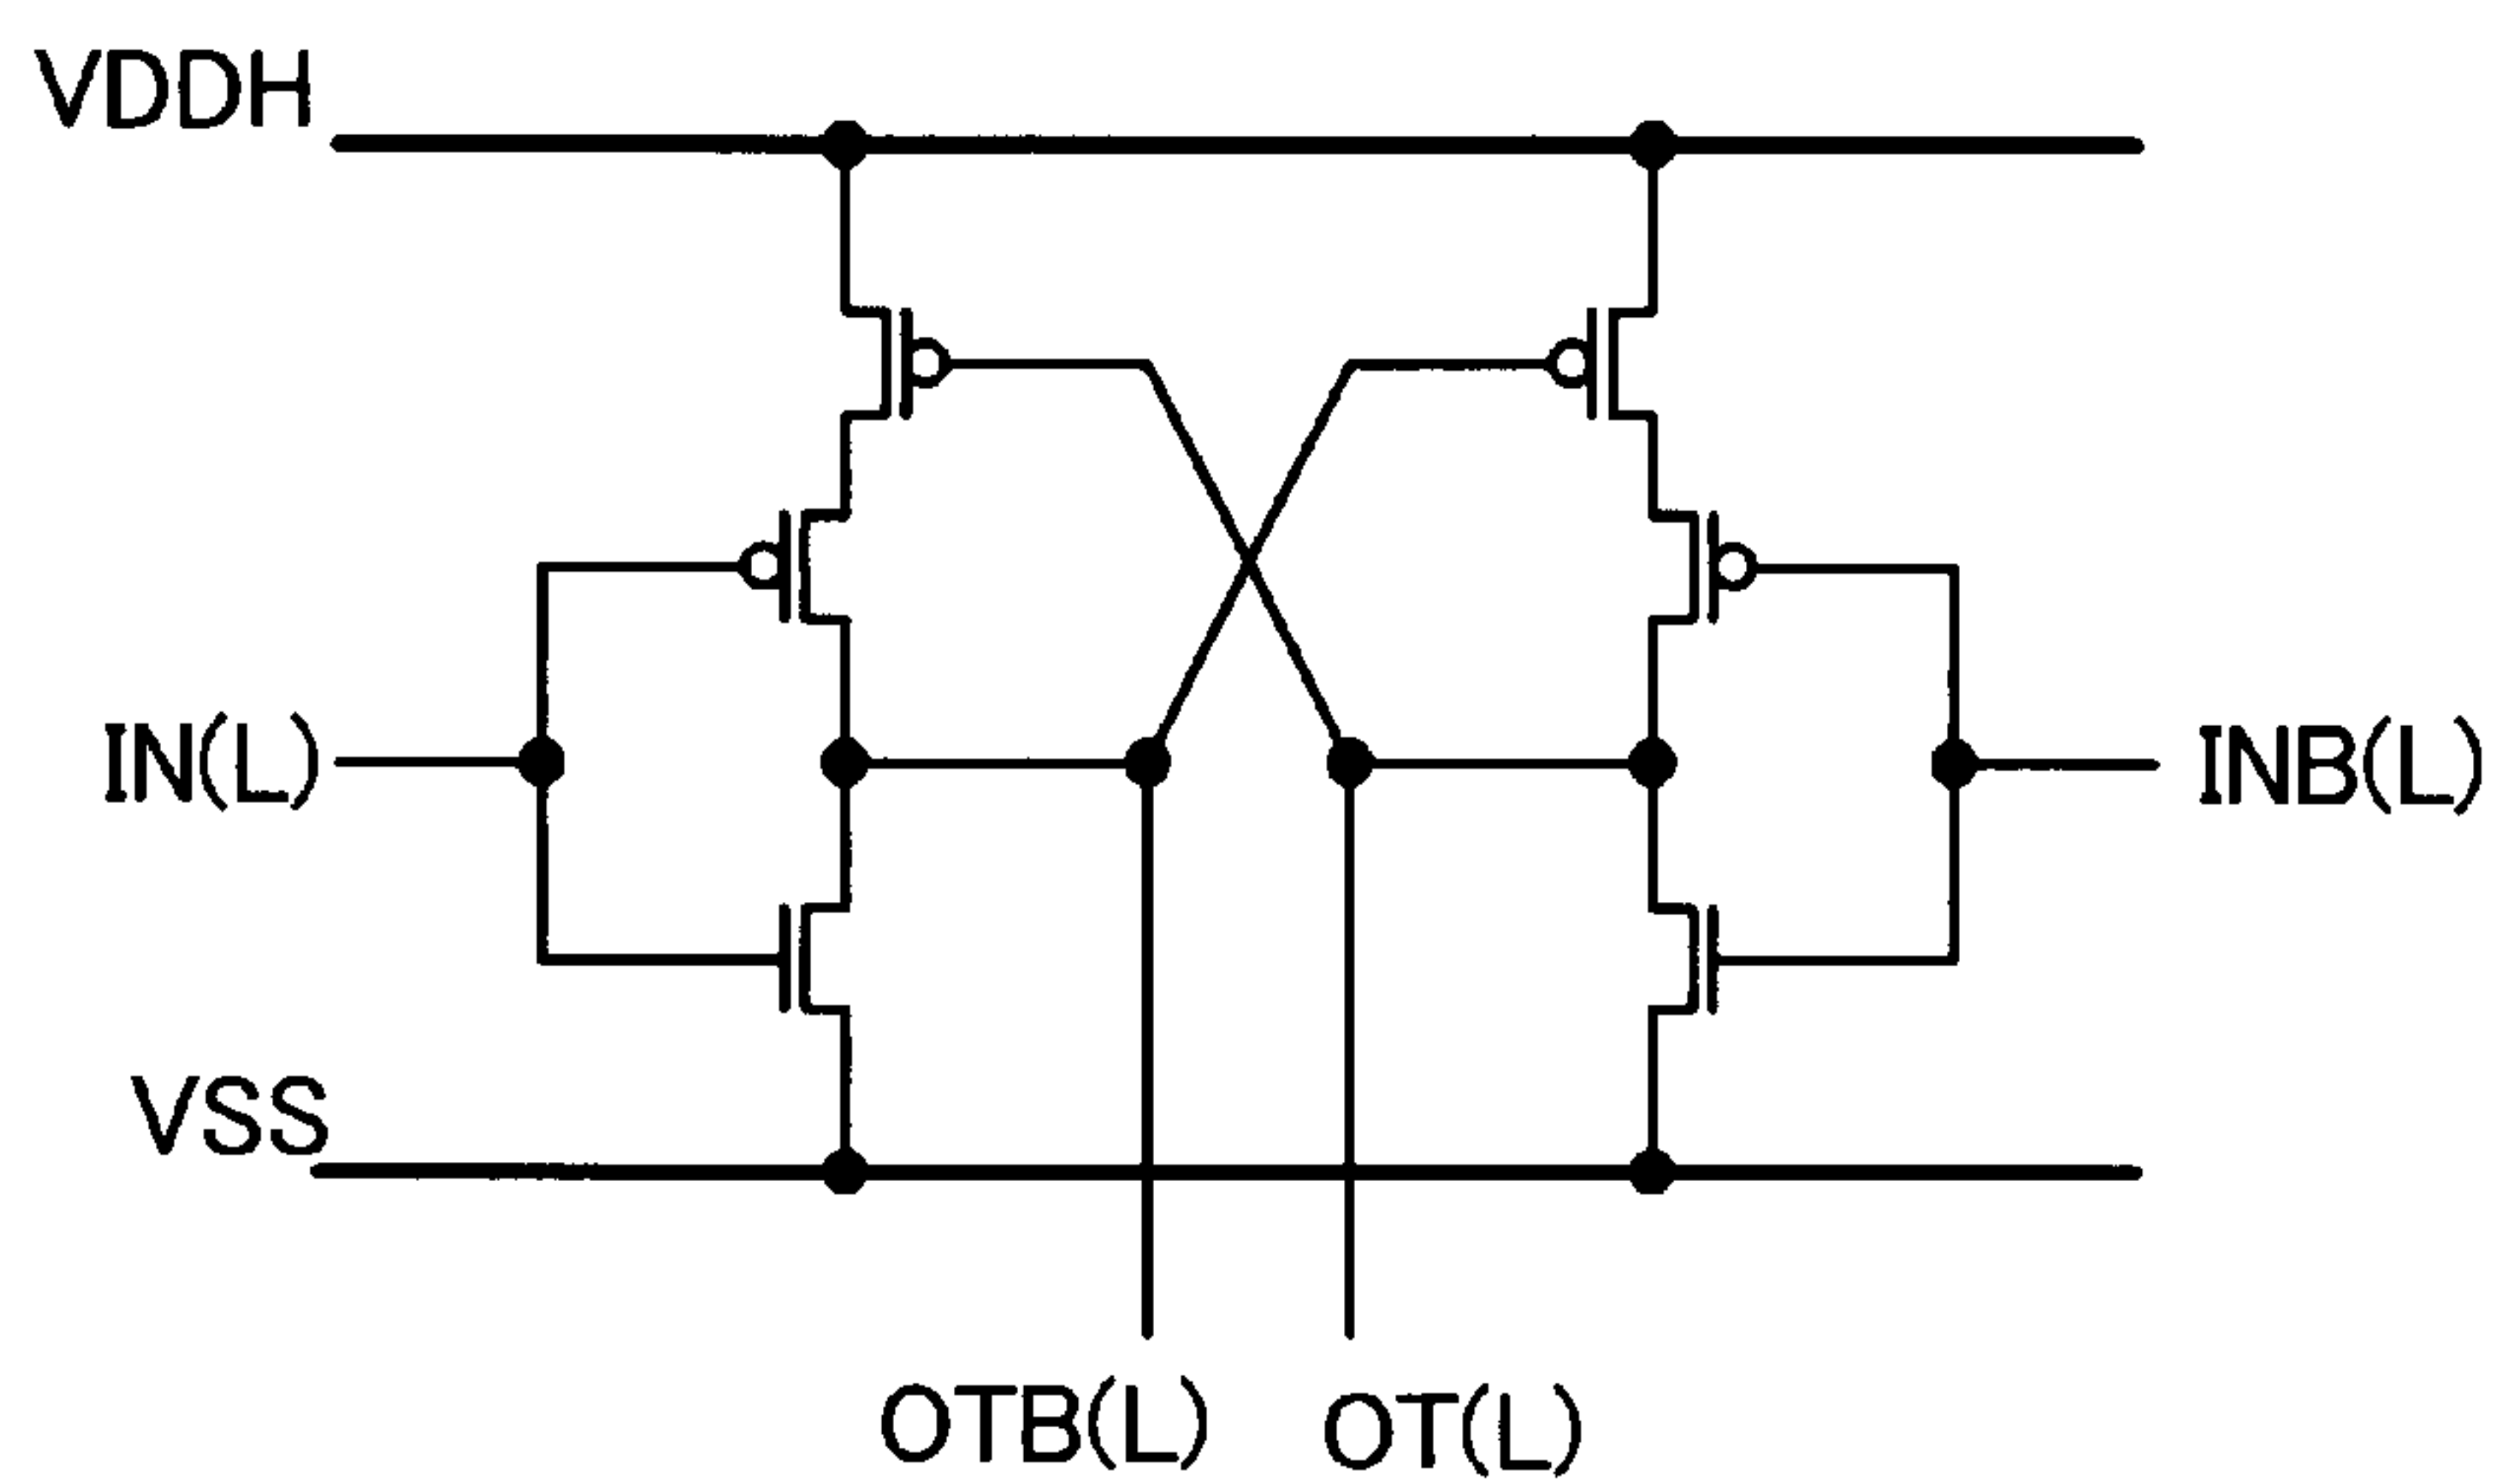 VDDH
IN(L)
INB(L)
VSS
OTB(L)
OT(L)